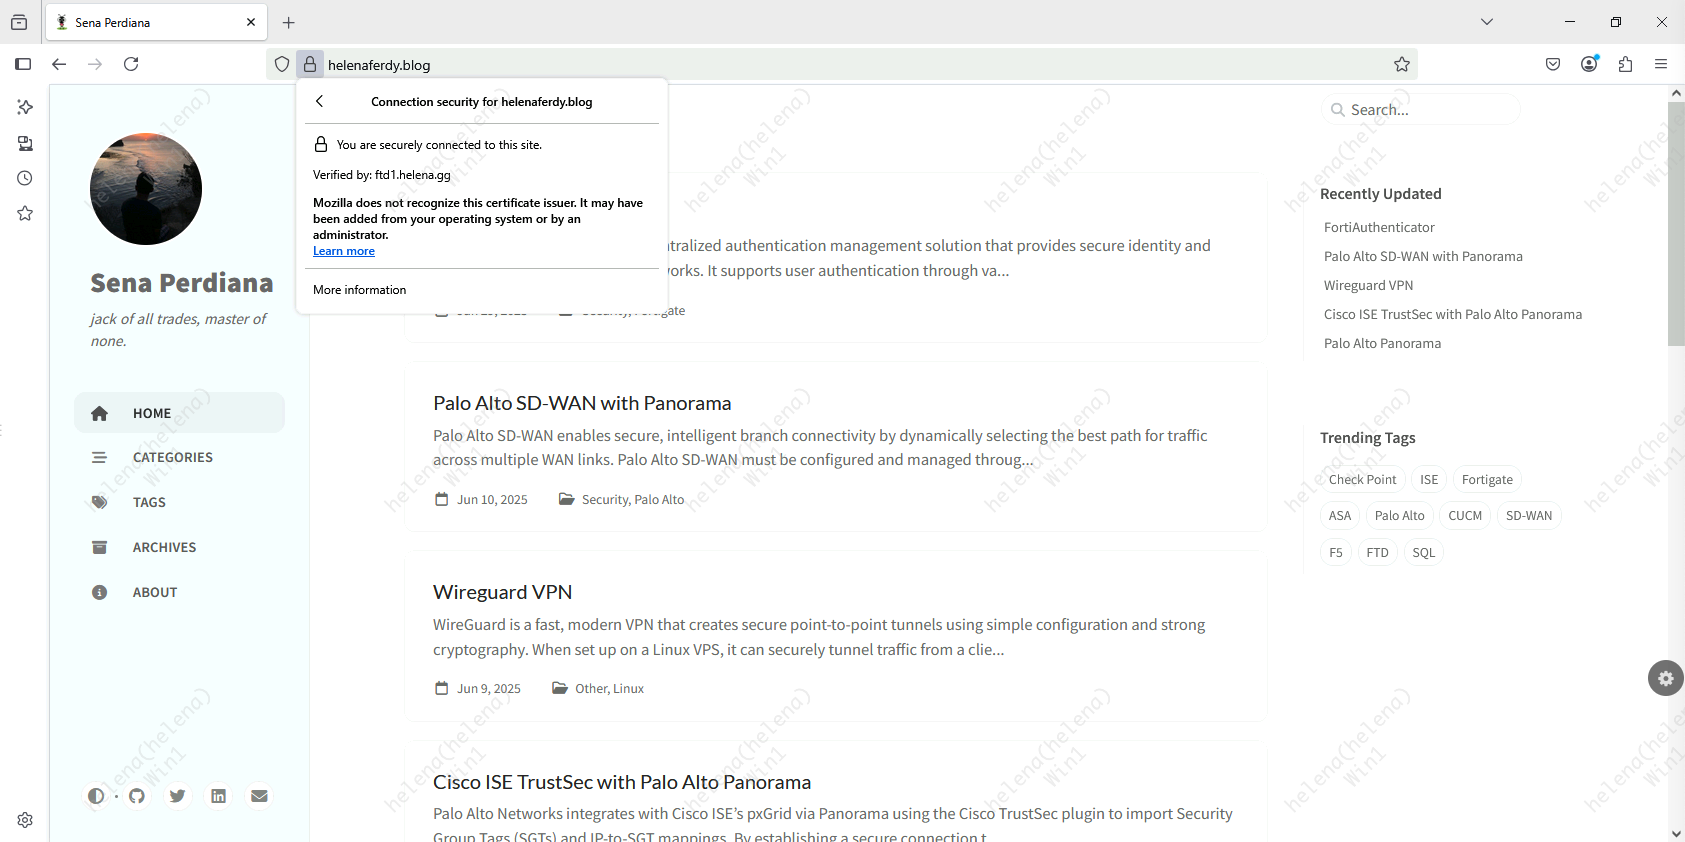 Sena Perdiana
helenaferdy.blog
Connection security for helenaferdy.blog
You are securely connected to this site.
Verified by: ftd1.helena.gg
Mozilla does not recognize this certificate issuer. It may have
been added from your operating system or by an
administrator.
Learn more
More information
Sena Perdiana
jack of all trades, master of
none.
HOME
CATEGORIES
TAGS
ARCHIVES
ABOUT
tralized authentication management solution that provides secure identity and
orks. It supports user authentication through va...
Palo Alto SD-WAN with Panorama
Palo Alto SD-WAN enables secure, intelligent branch connectivity by dynamically selecting the best path for traffic
across multiple WAN links. Palo Alto SD-WAN must be configured and managed throug...
Jun 10, 2025 Security, Palo Alto
Wireguard VPN
WireGuard is a fast, modern VPN that creates secure point-to-point tunnels using simple configuration and strong
cryptography. When set up on a Linux VPS, it can securely tunnel traffic from a clie...
Jun 9, 2025 Other, Linux
Cisco ISE TrustSec with Palo Alto Panorama
Palo Alto Networks integrates with Cisco ISE’s pxGrid via Panorama using the Cisco TrustSec plugin to import Security
Group Tags (SGTs) and IP-to-SGT mappings. By establishing a secure connection t
Search...
Recently Updated
FortiAuthenticator
Palo Alto SD-WAN with Panorama
Wireguard VPN
Cisco ISE TrustSec with Palo Alto Panorama
Palo Alto Panorama
Trending Tags
Check Point ISE Fortigate
ASA Palo Alto CUCM SD-WAN
F5 FTD SQL
helena(helena)
Win1